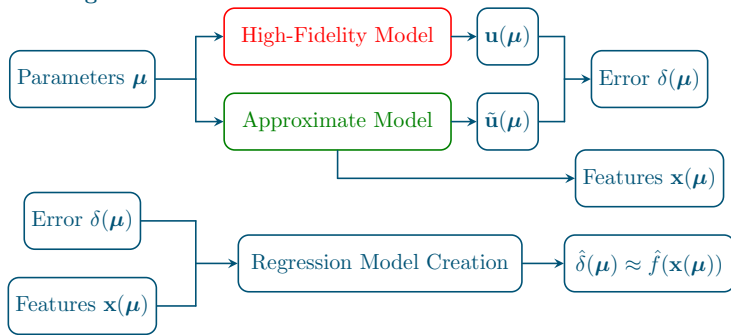 High-Fidelity Model
𝐮(𝝁)
Parameters 𝝁
Error δ(𝝁)
Approximate Model
𝐮̃(𝝁)
Features 𝐱(𝝁)
Error δ(𝝁)
Regression Model Creation
δ̂(𝝁) ≈ f̂(𝐱(𝝁))
Features 𝐱(𝝁)